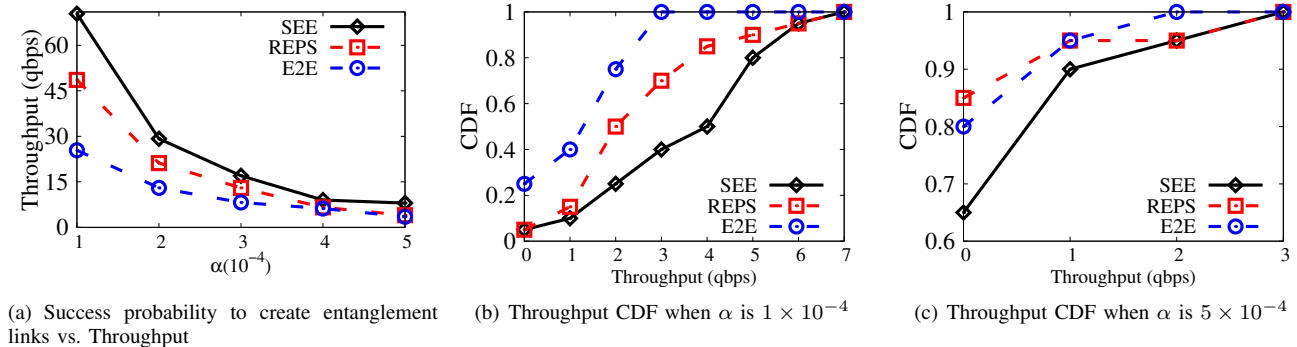 Throughput (qbps)
60
45
30
15
0
1 2 3 4 5
α(10⁻⁴)
SEE
REPS
E2E
(a) Success probability to create entanglement
links vs. Throughput
CDF
1
0.8
0.6
0.4
0.2
0
0 1 2 3 4 5 6 7
Throughput (qbps)
SEE
REPS
E2E
(b) Throughput CDF when α is 1 × 10⁻⁴
CDF
1
0.9
0.8
0.7
0.6
0 1 2 3
Throughput (qbps)
SEE
REPS
E2E
(c) Throughput CDF when α is 5 × 10⁻⁴